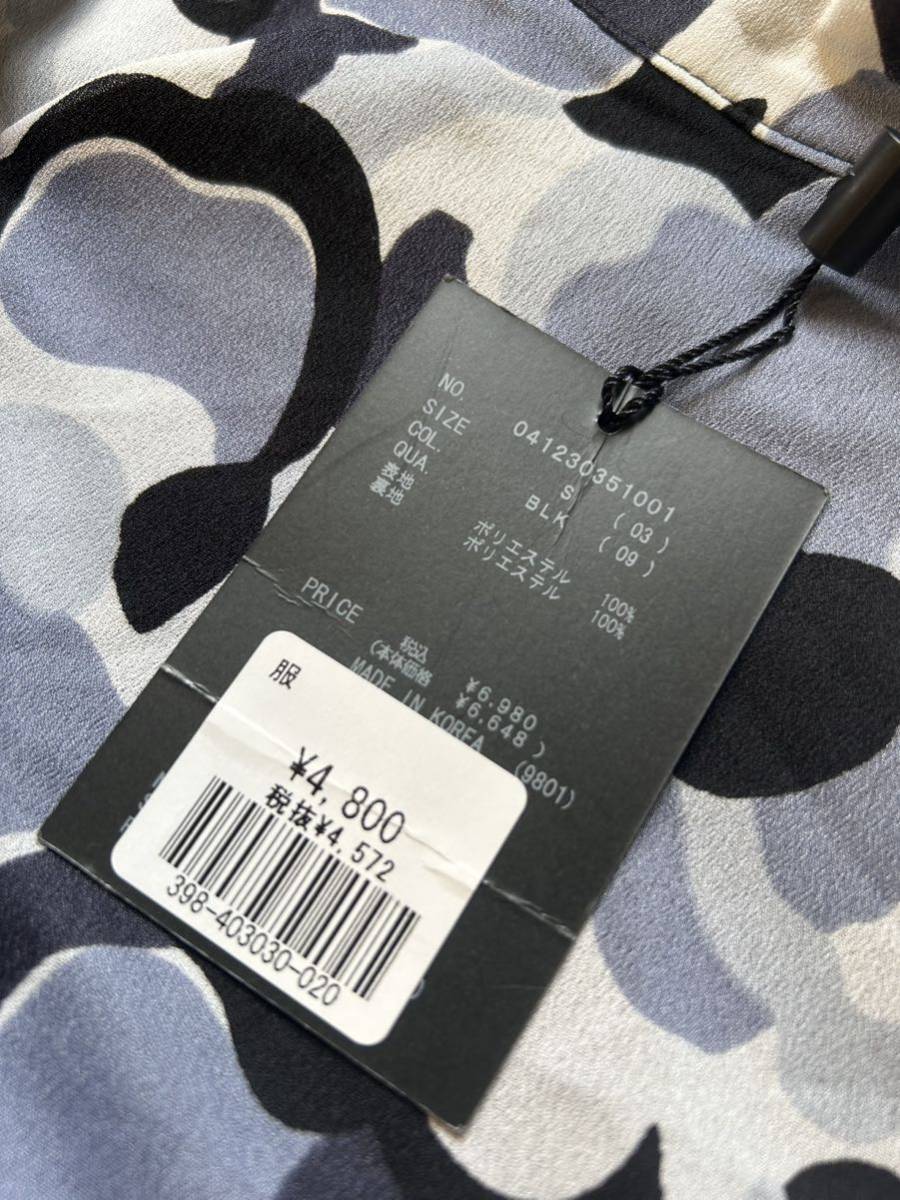 NO. 041230351001
SIZE S (03)
COL. BLK (09)
QUA.
表地 ポリエステル 100%
裏地 ポリエステル 100%
PRICE
税込 ¥6,980
(本体価格 ¥6,648)
MADE IN KOREA
(9801)
服
¥4,800
税抜¥4,572
398-403030-020